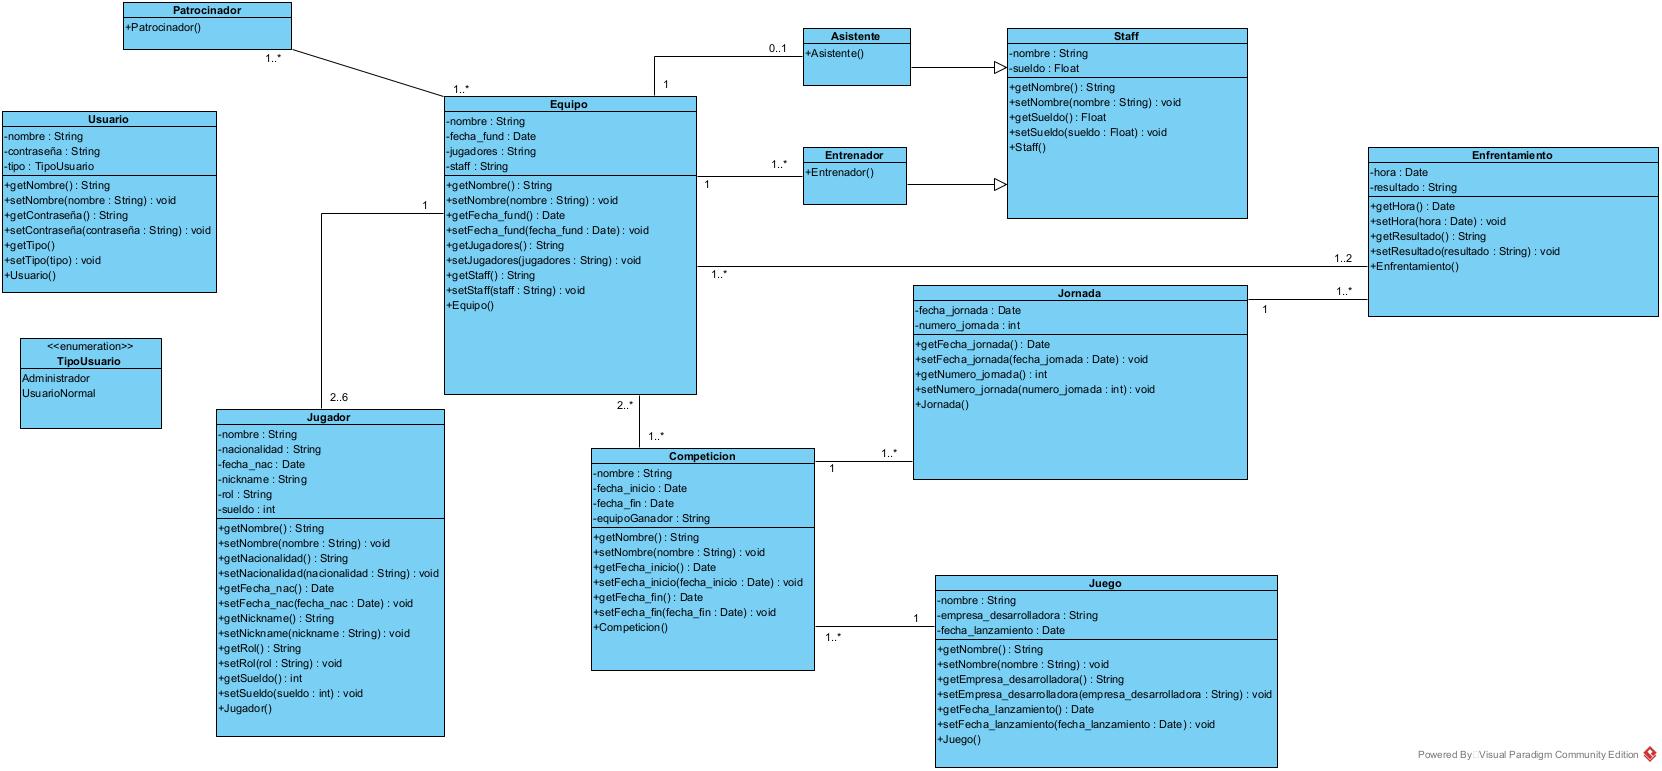 Patrocinador
+Patrocinador()
1..*
1..*
Usuario
-nombre : String
-contraseña : String
-tipo : TipoUsuario
+getNombre() : String
+setNombre(nombre : String) : void
+getContraseña() : String
+setContraseña(contraseña : String) : void
+getTipo()
+setTipo(tipo) : void
+Usuario()
<<enumeration>>
TipoUsuario
Administrador
UsuarioNormal
Equipo
-nombre : String
-fecha_fund : Date
-jugadores : String
-staff : String
+getNombre() : String
+setNombre(nombre : String) : void
+getFecha_fund() : Date
+setFecha_fund(fecha_fund : Date) : void
+getJugadores() : String
+setJugadores(jugadores : String) : void
+getStaff() : String
+setStaff(staff : String) : void
+Equipo()
0..1
1
Asistente
+Asistente()
1..*
1
Entrenador
+Entrenador()
Staff
-nombre : String
-sueldo : Float
+getNombre() : String
+setNombre(nombre : String) : void
+getSueldo() : Float
+setSueldo(sueldo : Float) : void
+Staff()
Enfrentamiento
-hora : Date
-resultado : String
+getHora() : Date
+setHora(hora : Date) : void
+getResultado() : String
+setResultado(resultado : String) : void
+Enfrentamiento()
1..*
1..2
1
1..*
Jornada
-fecha_jornada : Date
-numero_jornada : int
+getFecha_jornada() : Date
+setFecha_jornada(fecha_jornada : Date) : void
+getNumero_jornada() : int
+setNumero_jornada(numero_jornada : int) : void
+Jornada()
1
2..6
Jugador
-nombre : String
-nacionalidad : String
-fecha_nac : Date
-nickname : String
-rol : String
-sueldo : int
+getNombre() : String
+setNombre(nombre : String) : void
+getNacionalidad() : String
+setNacionalidad(nacionalidad : String) : void
+getFecha_nac() : Date
+setFecha_nac(fecha_nac : Date) : void
+getNickname() : String
+setNickname(nickname : String) : void
+getRol() : String
+setRol(rol : String) : void
+getSueldo() : int
+setSueldo(sueldo : int) : void
+Jugador()
2..*
1..*
Competicion
-nombre : String
-fecha_inicio : Date
-fecha_fin : Date
-equipoGanador : String
+getNombre() : String
+setNombre(nombre : String) : void
+getFecha_inicio() : Date
+setFecha_inicio(fecha_inicio : Date) : void
+getFecha_fin() : Date
+setFecha_fin(fecha_fin : Date) : void
+Competicion()
1
1..*
1..*
1
Juego
-nombre : String
-empresa_desarrolladora : String
-fecha_lanzamiento : Date
+getNombre() : String
+setNombre(nombre : String) : void
+getEmpresa_desarrolladora() : String
+setEmpresa_desarrolladora(empresa_desarrolladora : String) : void
+getFecha_lanzamiento() : Date
+setFecha_lanzamiento(fecha_lanzamiento : Date) : void
+Juego()
Powered By Visual Paradigm Community Edition